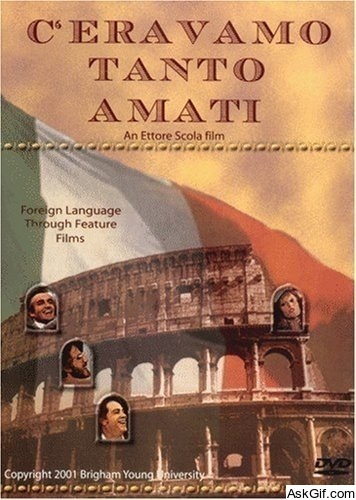 C'ERAVAMO
TANTO
AMATI
An Ettore Scola film
Foreign Language
Through Feature
Films
DVD
Copyright 2001 Brigham Young University
AskGif.com